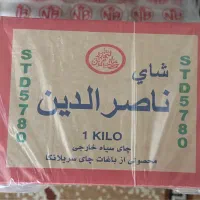 شاي
ناصر الدين
1 KILO
چای سیاه خارجی
محصولی از باغات چای سریلانکا
STD5780
STD5780